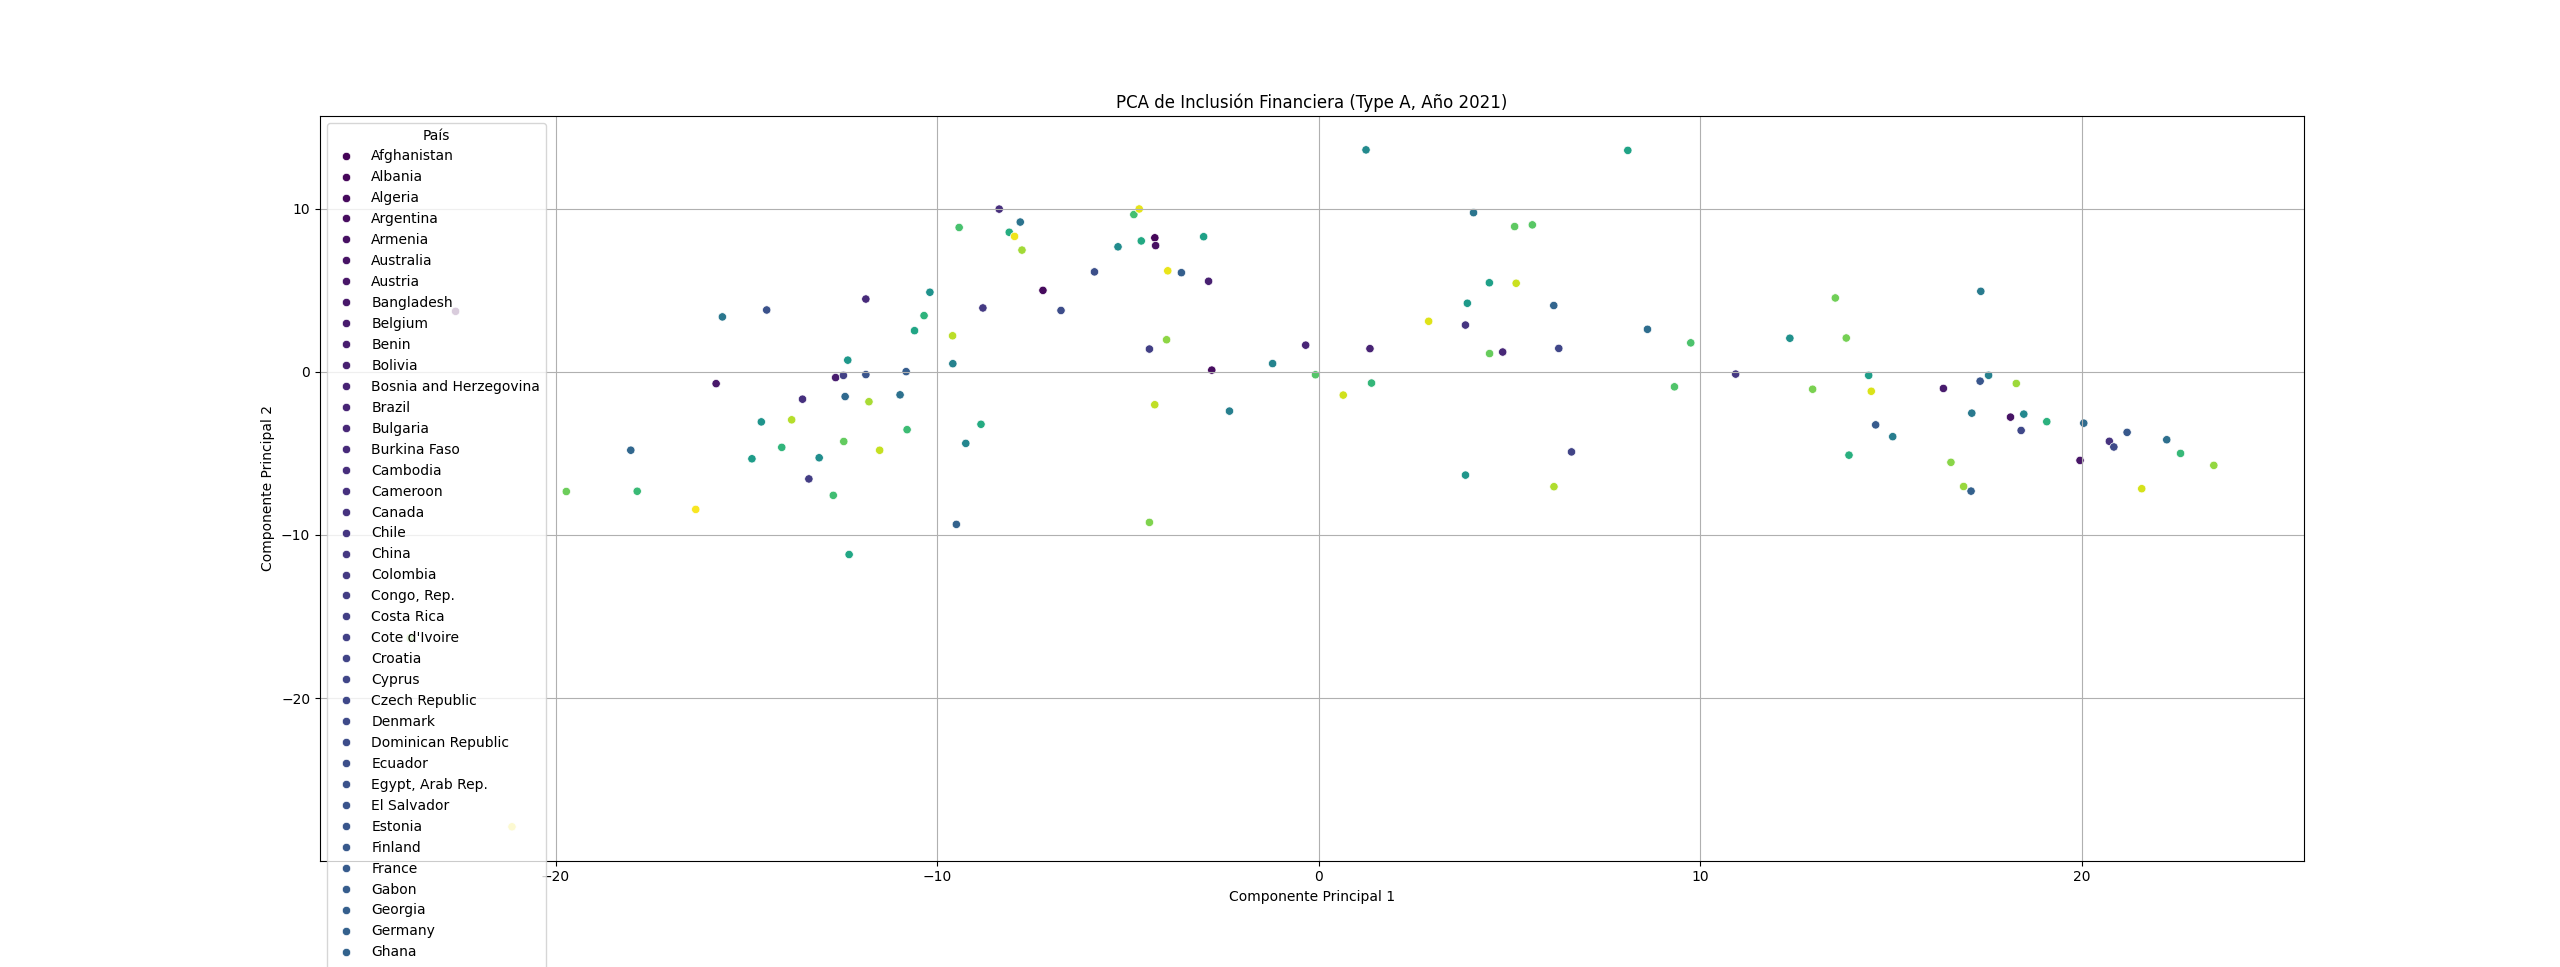 PCA de Inclusión Financiera (Type A, Año 2021)
País
Afghanistan
Albania
Algeria
Argentina
Armenia
Australia
Austria
Bangladesh
Belgium
Benin
Bolivia
Bosnia and Herzegovina
Brazil
Bulgaria
Burkina Faso
Cambodia
Cameroon
Canada
Chile
China
Colombia
Congo, Rep.
Costa Rica
Cote d'Ivoire
Croatia
Cyprus
Czech Republic
Denmark
Dominican Republic
Ecuador
Egypt, Arab Rep.
El Salvador
Estonia
Finland
France
Gabon
Georgia
Germany
Ghana
10
0
−10
−20
Componente Principal 2
−20
−10
0
10
20
Componente Principal 1